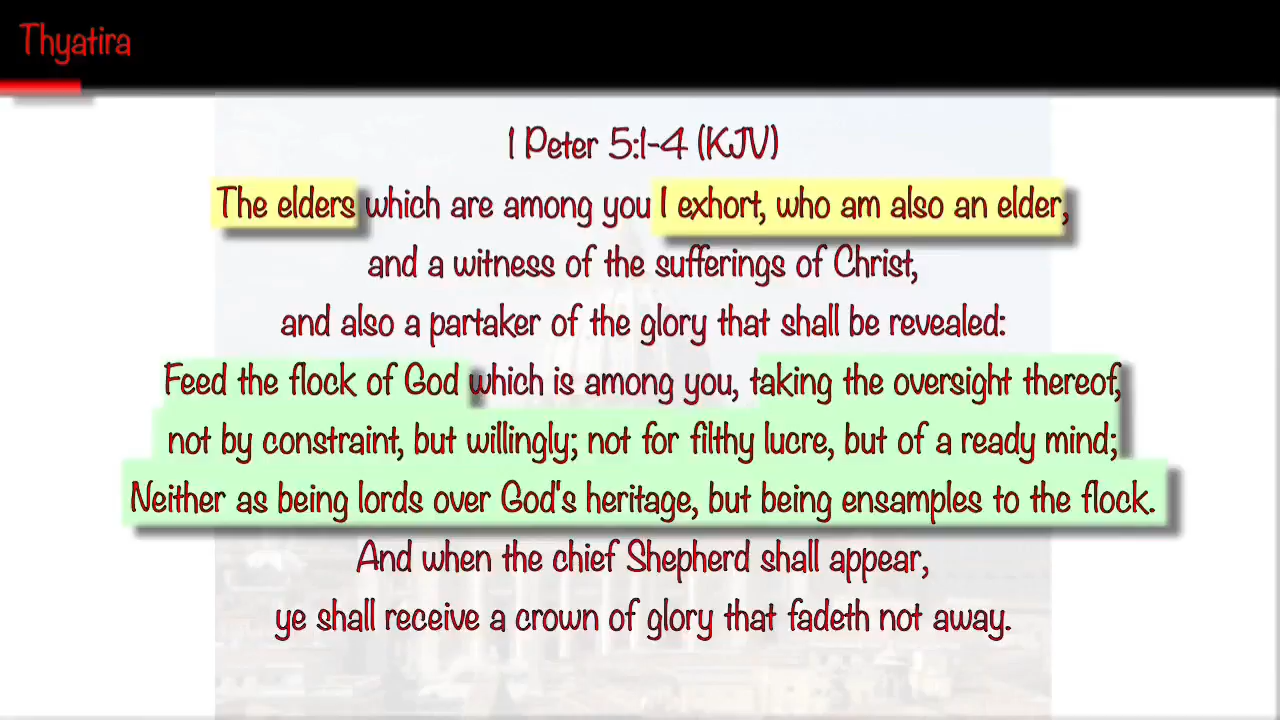 Thyatira
1 Peter 5:1-4 (KJV)
The elders which are among you I exhort, who am also an elder,
and a witness of the sufferings of Christ,
and also a partaker of the glory that shall be revealed:
Feed the flock of God which is among you, taking the oversight thereof,
not by constraint, but willingly; not for filthy lucre, but of a ready mind;
Neither as being lords over God's heritage, but being ensamples to the flock.
And when the chief Shepherd shall appear,
ye shall receive a crown of glory that fadeth not away.